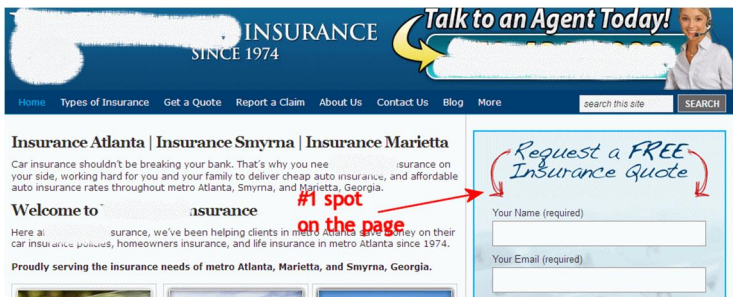 INSURANCE
SINCE 1974
Talk to an Agent Today!
Home Types of Insurance Get a Quote Report a Claim About Us Contact Us Blog More
search this site SEARCH
Insurance Atlanta | Insurance Smyrna | Insurance Marietta
Car insurance shouldn't be breaking your bank. That's why you nee surance on
your side, working hard for you and your family to deliver cheap auto insurance, and affordable
auto insurance rates throughout metro Atlanta, Smyrna, and Marietta, Georgia.
Welcome to nsurance
Here a surance, we've been helping clients in metro Atlanta save money on their
car insurance policies, homeowners insurance, and life insurance in metro Atlanta since 1974.
Proudly serving the insurance needs of metro Atlanta, Marietta, and Smyrna, Georgia.
#1 spot
on the page
Request a FREE
Insurance Quote
Your Name (required)
Your Email (required)